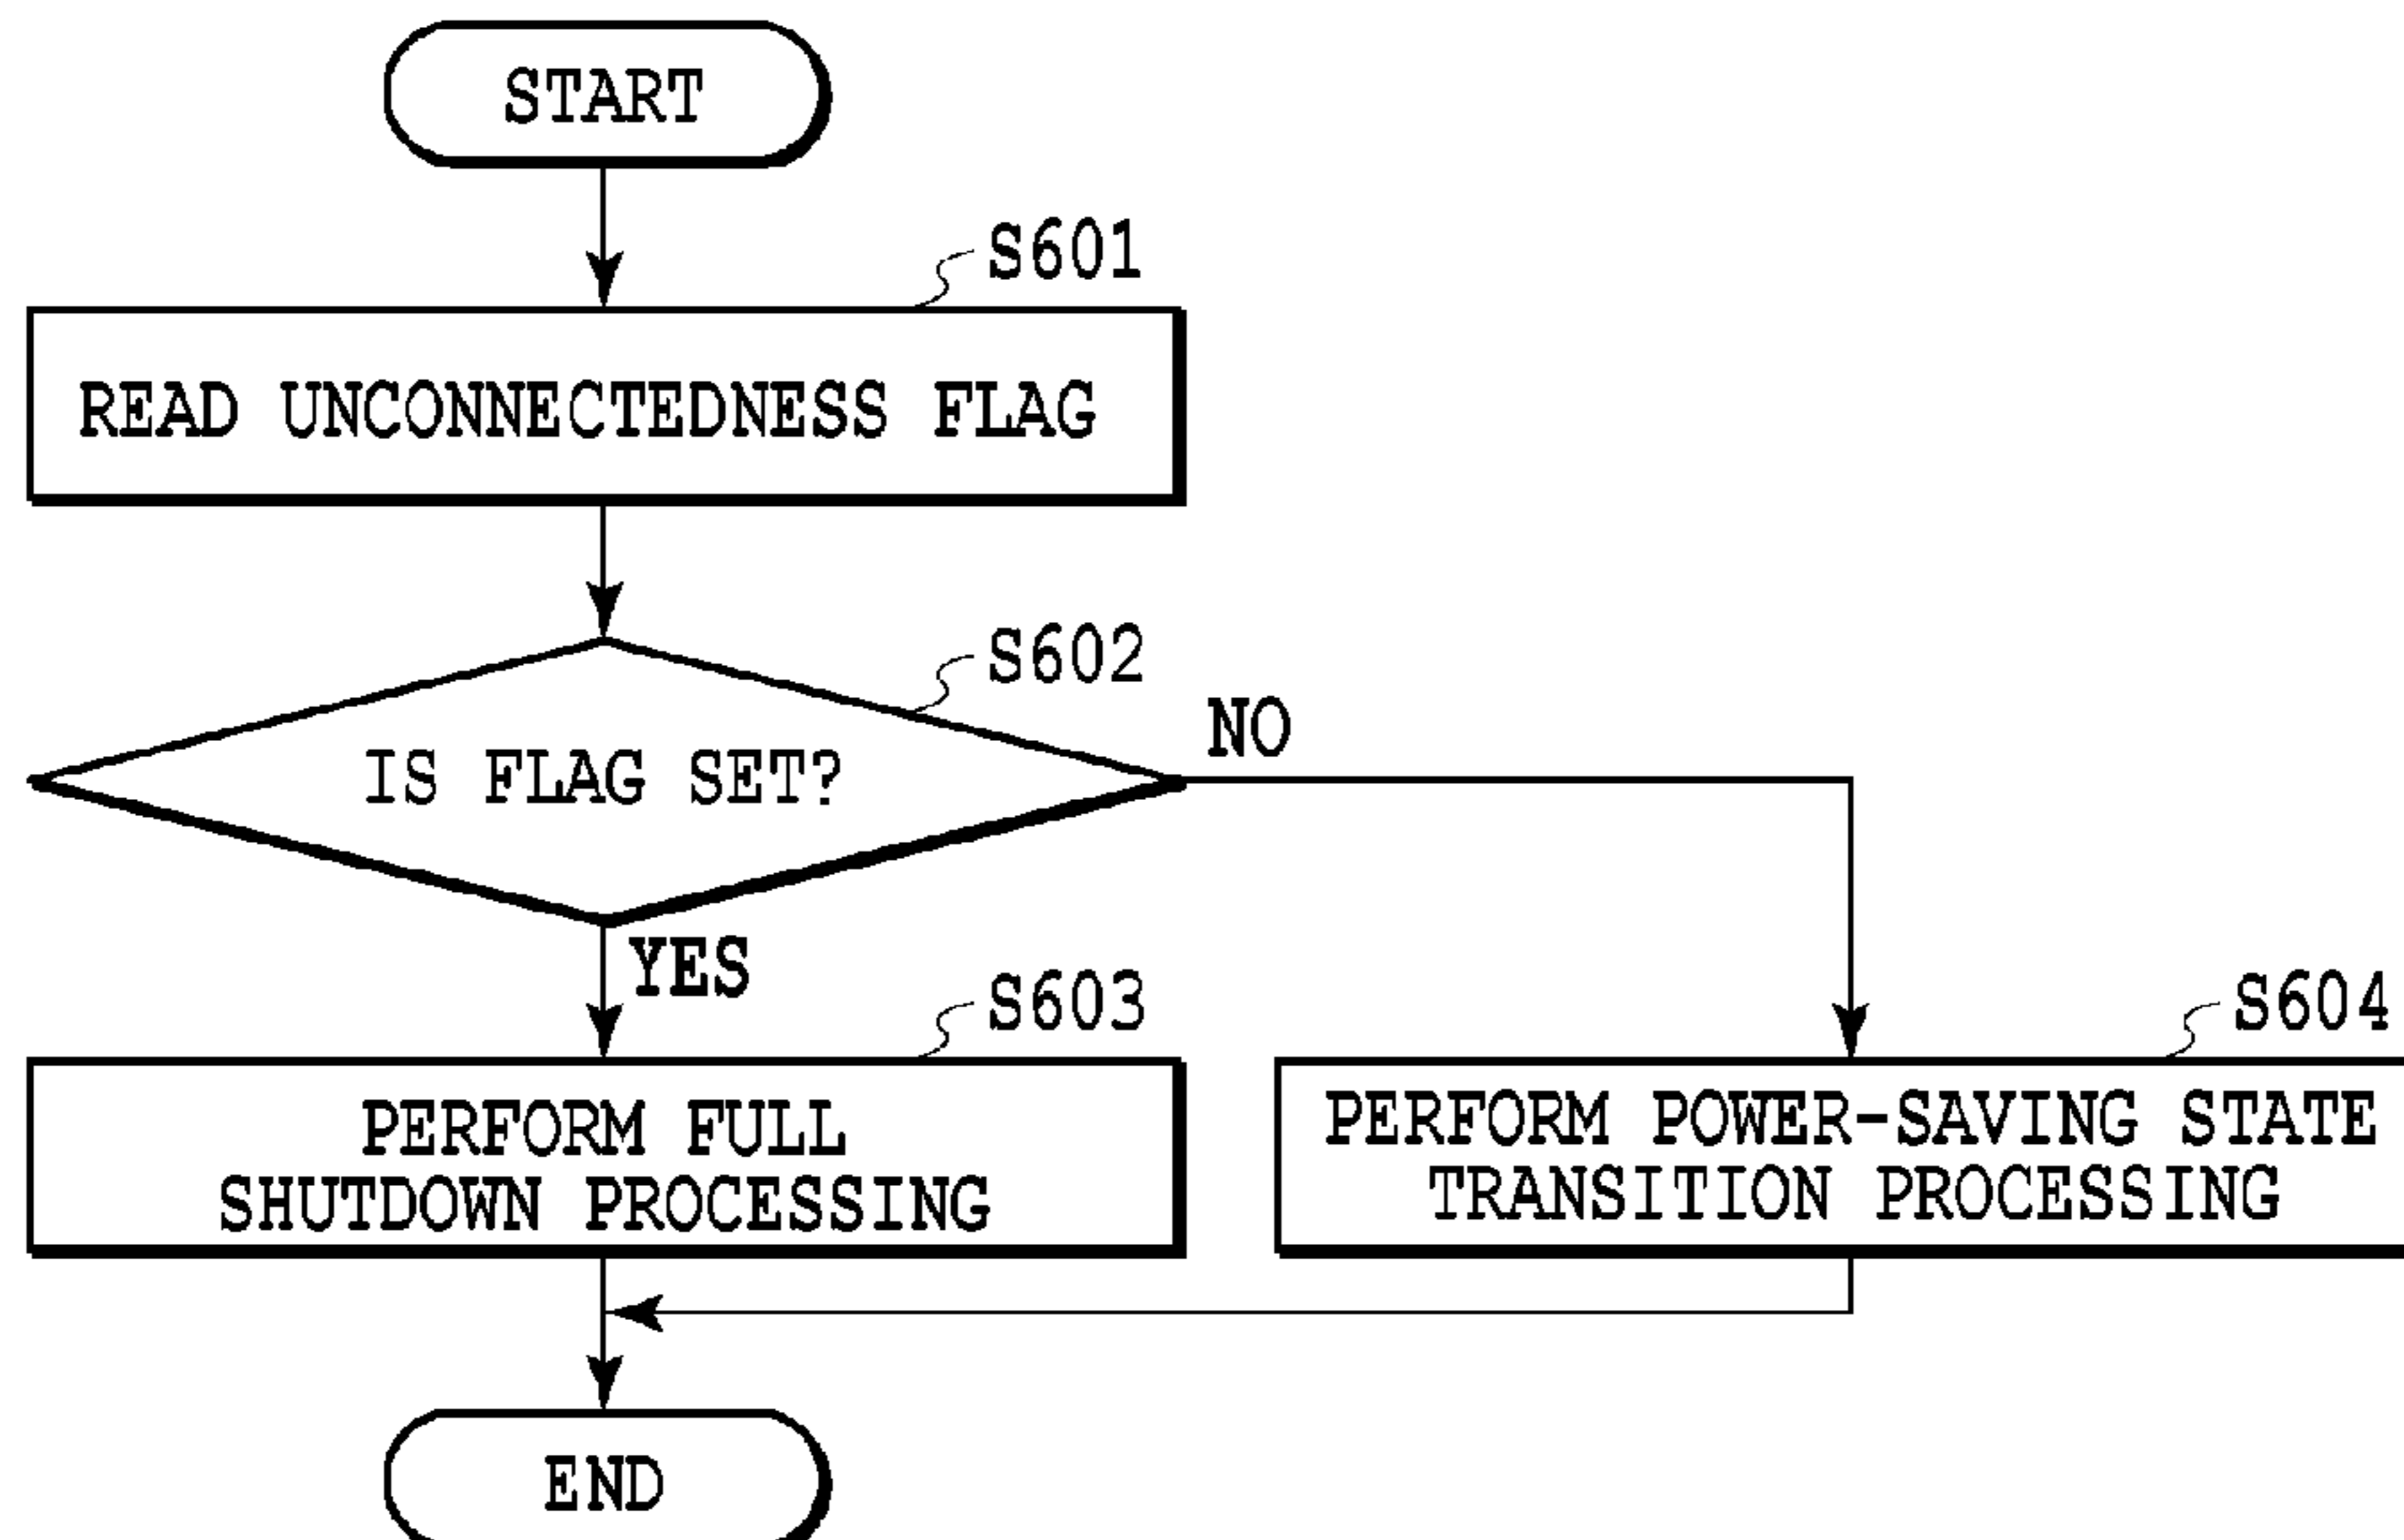 START
S601
READ UNCONNECTEDNESS FLAG
S602
NO
IS FLAG SET?
YES
S603
S604
PERFORM FULL
SHUTDOWN PROCESSING
PERFORM POWER-SAVING STATE
TRANSITION PROCESSING
END